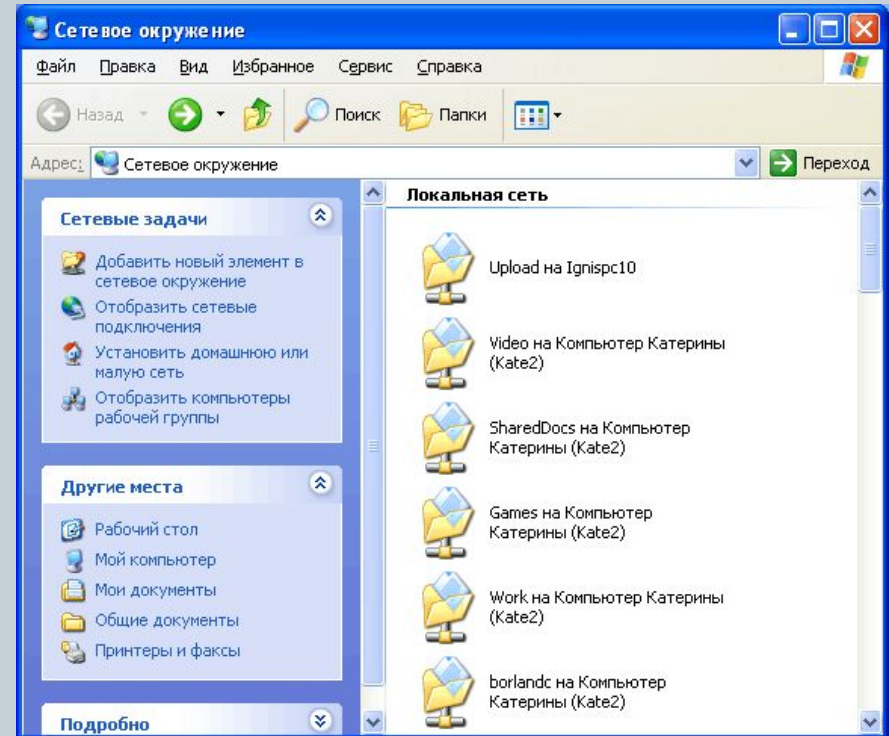 Сетевое окружение
Файл Правка Вид Избранное Сервис Справка
Назад Поиск Папки
Адрес: Сетевое окружение Переход
Сетевые задачи
Добавить новый элемент в
сетевое окружение
Отобразить сетевые
подключения
Установить домашнюю или
малую сеть
Отобразить компьютеры
рабочей группы
Другие места
Рабочий стол
Мой компьютер
Мои документы
Общие документы
Принтеры и факсы
Подробно
Локальная сеть
Upload на Ignispc10
Video на Компьютер Катерины
(Kate2)
SharedDocs на Компьютер
Катерины (Kate2)
Games на Компьютер
Катерины (Kate2)
Work на Компьютер Катерины
(Kate2)
borlandc на Компьютер
Катерины (Kate2)